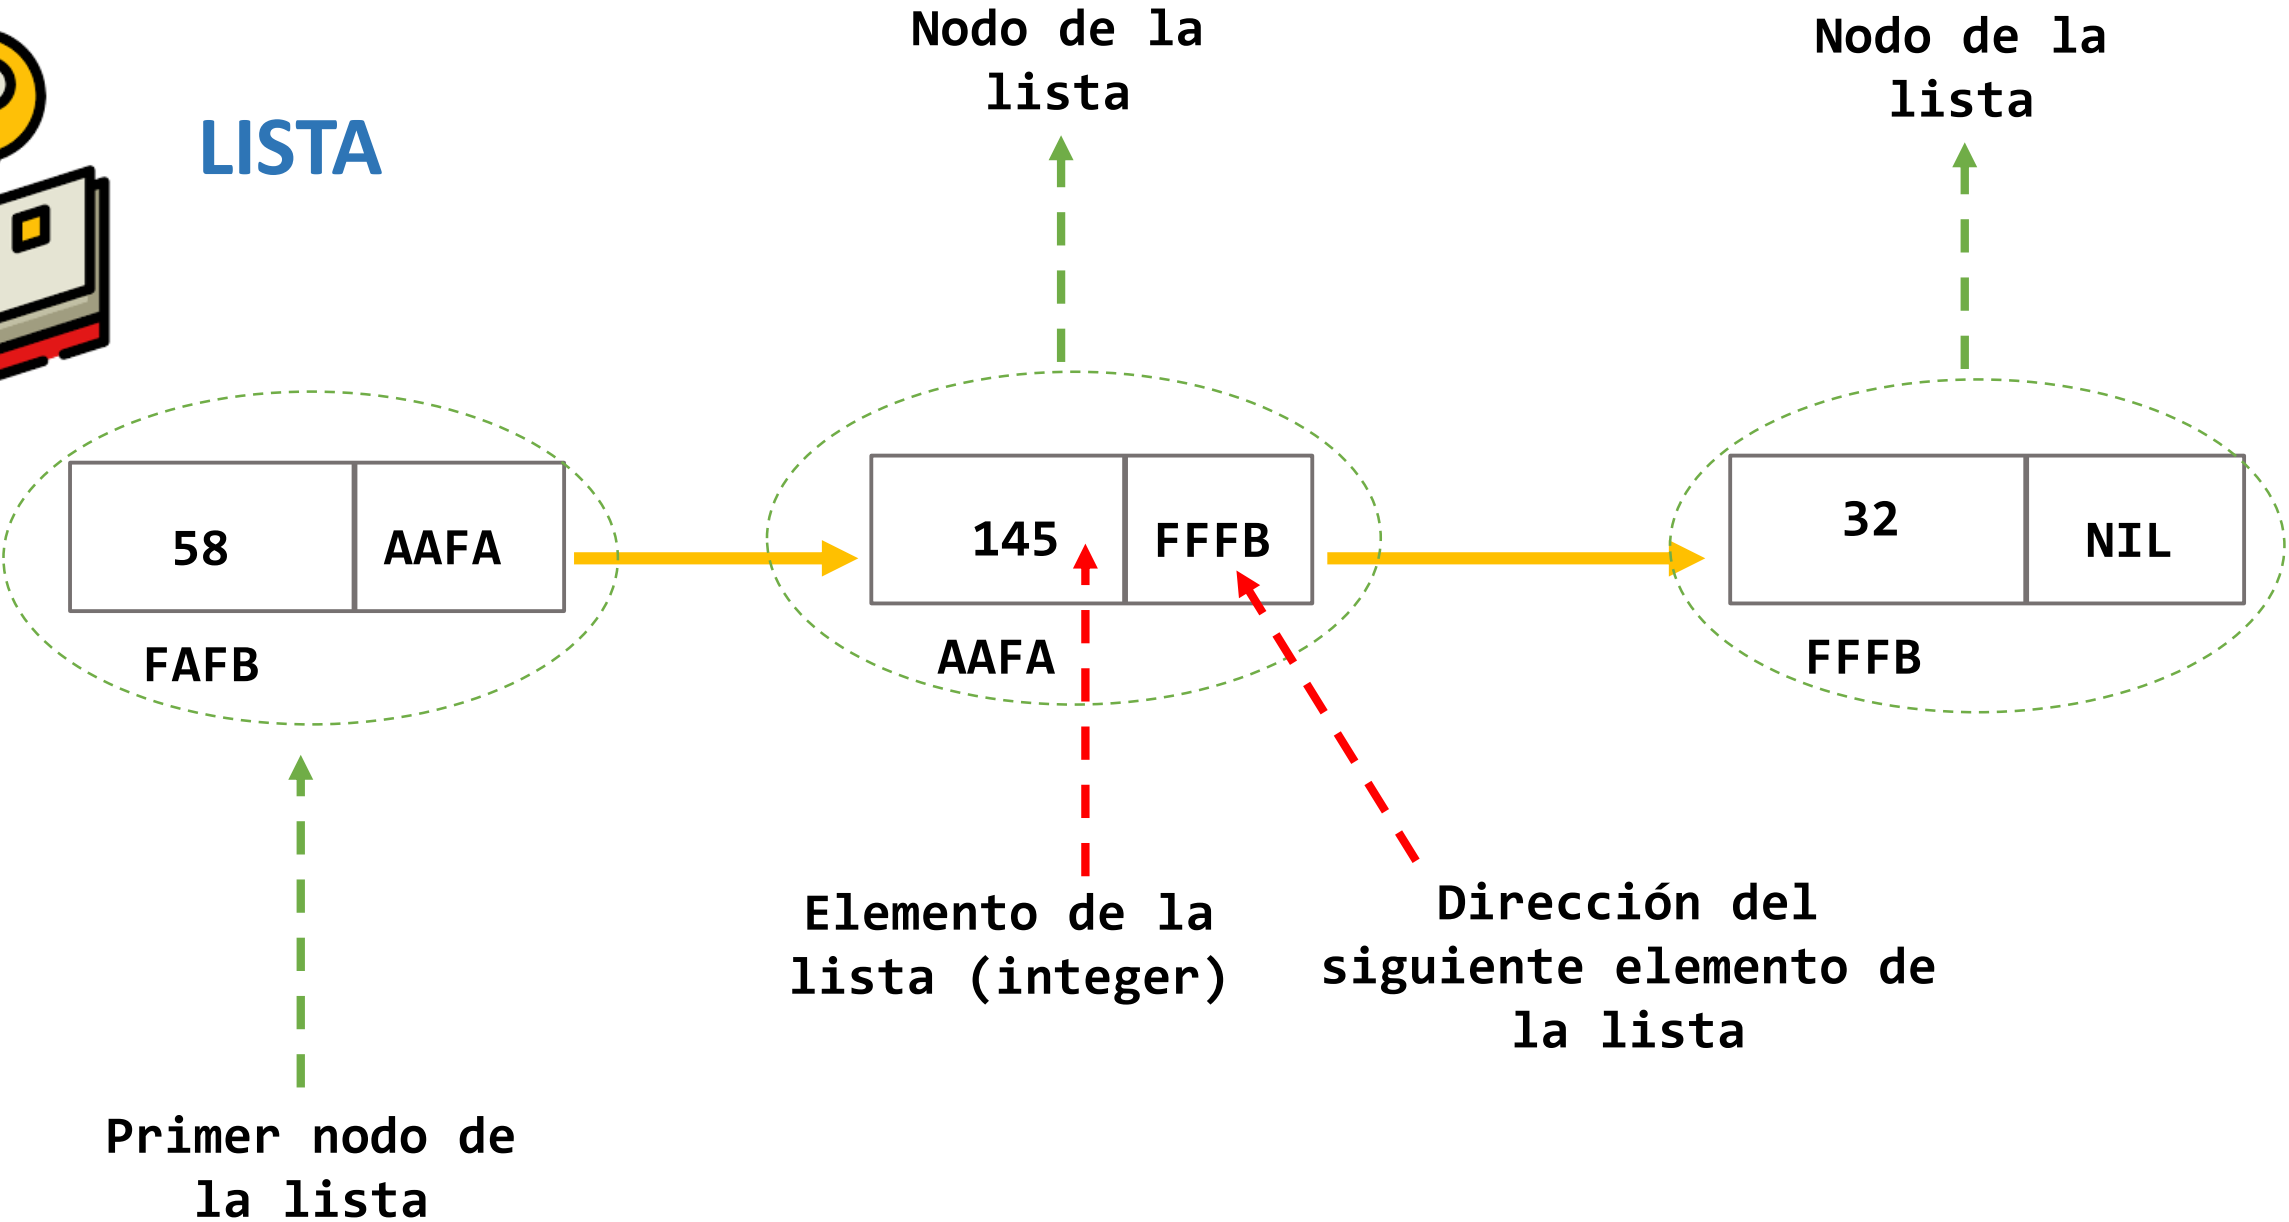 Nodo de la
lista
Nodo de la
lista
LISTA
58
AAFA
145
FFFB
32
NIL
FAFB
AAFA
FFFB
Elemento de la
lista (integer)
Dirección del
siguiente elemento de
la lista
Primer nodo de
la lista